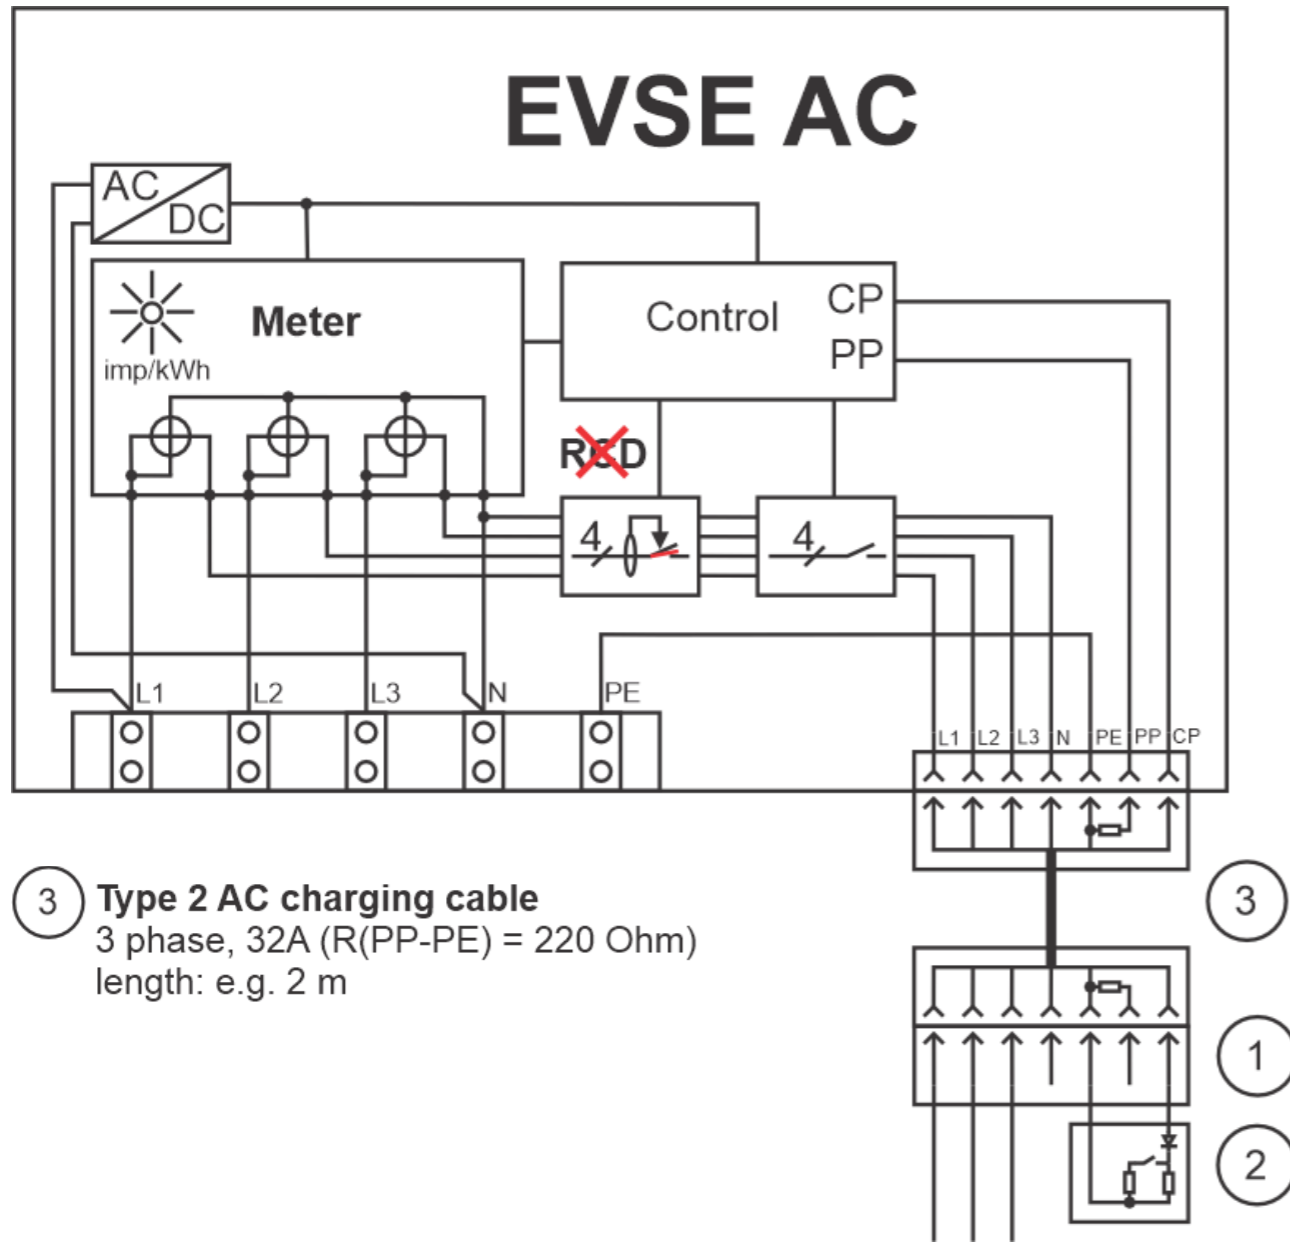 EVSE AC
AC
DC
Meter
imp/kWh
Control
CP
PP
RCD
4
4
L1
L2
L3
N
PE
L1
L2
L3
N
PE
PP
CP
3
Type 2 AC charging cable
3 phase, 32A (R(PP-PE) = 220 Ohm)
length: e.g. 2 m
3
1
2